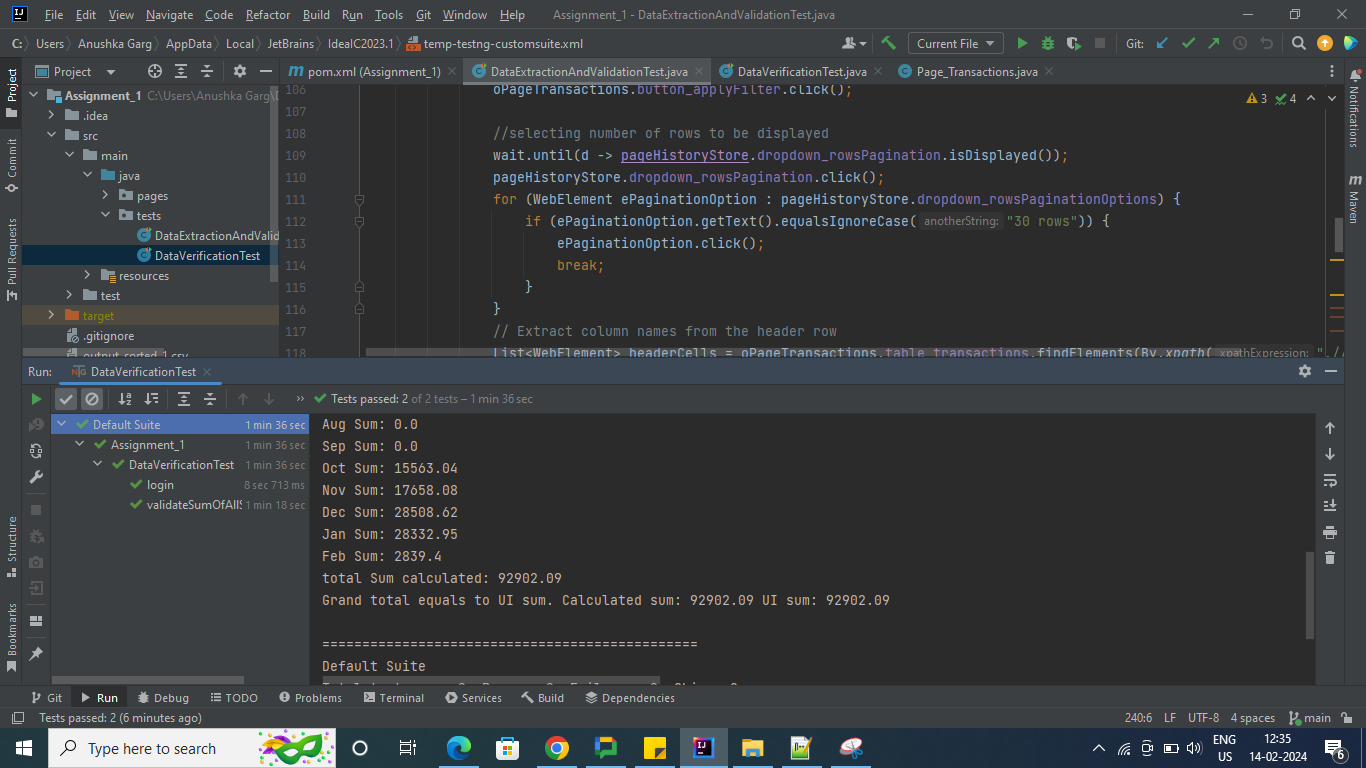 File Edit View Navigate Code Refactor Build Run Tools Git Window Help Assignment_1 - DataExtractionAndValidationTest.java
C: Users Anushka Garg AppData Local JetBrains IdeaIC2023.1 temp-testng-customsuite.xml Current File Git:
Project
pom.xml (Assignment_1) DataExtractionAndValidationTest.java DataVerificationTest.java Page_Transactions.java
Assignment_1 C:\Users\Anushka Garg\
.idea
src
main
java
pages
tests
DataExtractionAndValid
DataVerificationTest
resources
test
target
.gitignore
output_sorted_1.csv
3 4
106 oPageTransactions.button_applyFilter.click();
107
108 //selecting number of rows to be displayed
109 wait.until(d -> pageHistoryStore.dropdown_rowsPagination.isDisplayed());
110 pageHistoryStore.dropdown_rowsPagination.click();
111 for (WebElement ePaginationOption : pageHistoryStore.dropdown_rowsPaginationOptions) {
112 if (ePaginationOption.getText().equalsIgnoreCase( anotherString: "30 rows")) {
113 ePaginationOption.click();
114 break;
115 }
116 }
117 // Extract column names from the header row
118 List<WebElement> headerCells = oPageTransactions.table_transactions.findElements(By.xpath( xpathExpression: ".//
Project
Commit
Pull Requests
Structure
Bookmarks
Notifications
Maven
Run: DataVerificationTest
Tests passed: 2 of 2 tests – 1 min 36 sec
Default Suite 1 min 36 sec
Assignment_1 1 min 36 sec
DataVerificationTest 1 min 36 sec
login 8 sec 713 ms
validateSumOfAllS 1 min 18 sec
Aug Sum: 0.0
Sep Sum: 0.0
Oct Sum: 15563.04
Nov Sum: 17658.08
Dec Sum: 28508.62
Jan Sum: 28332.95
Feb Sum: 2839.4
total Sum calculated: 92902.09
Grand total equals to UI sum. Calculated sum: 92902.09 UI sum: 92902.09
===============================================
Default Suite
Git Run Debug TODO Problems Terminal Services Build Dependencies
Tests passed: 2 (6 minutes ago) 240:6 LF UTF-8 4 spaces main
Type here to search
ENG
US
12:35
14-02-2024
6